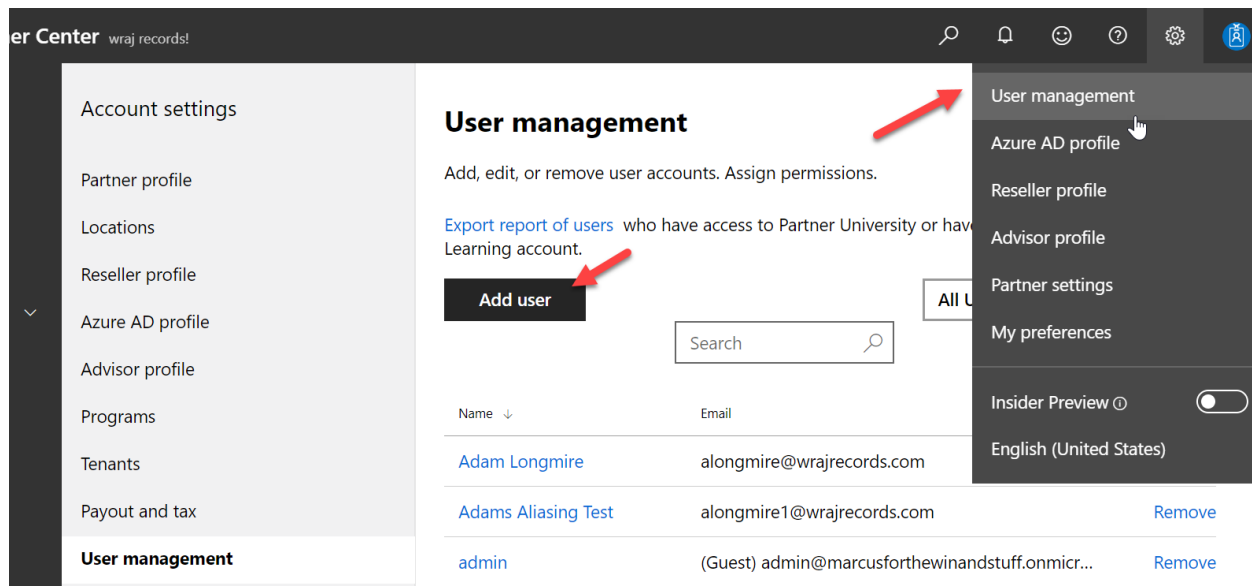 er Center wraj records!
Account settings
Partner profile
Locations
Reseller profile
Azure AD profile
Advisor profile
Programs
Tenants
Payout and tax
User management
User management
Add, edit, or remove user accounts. Assign permissions.
Export report of users who have access to Partner University or have
Learning account.
Add user
All U
Search
Name ↓ Email
Adam Longmire alongmire@wrajrecords.com
Adams Aliasing Test alongmire1@wrajrecords.com Remove
admin (Guest) admin@marcusforthewinandstuff.onmicr... Remove
User management
Azure AD profile
Reseller profile
Advisor profile
Partner settings
My preferences
Insider Preview
English (United States)